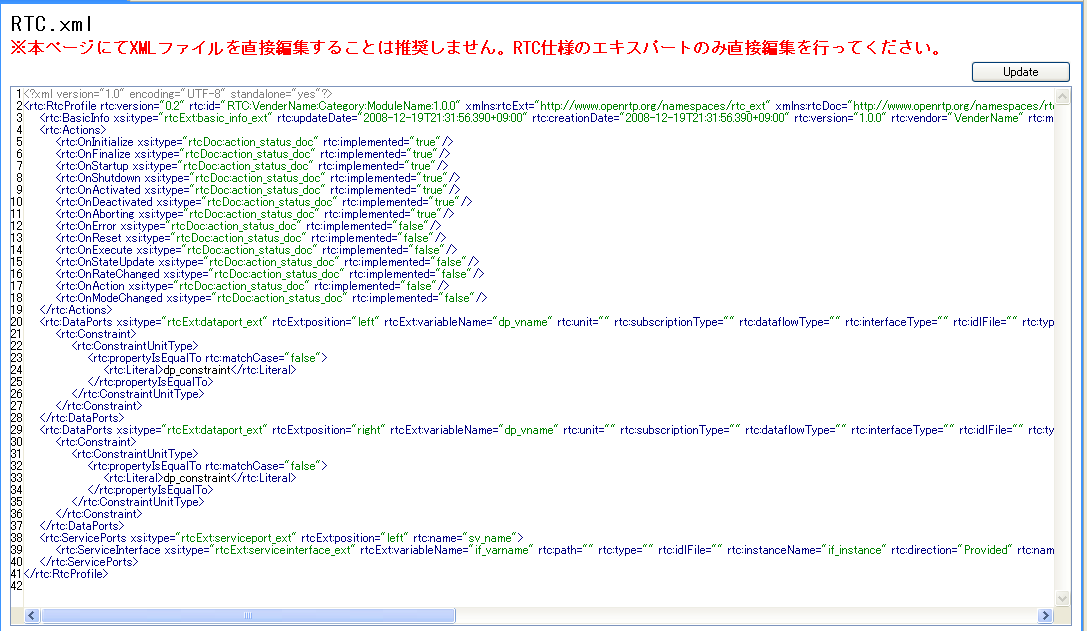 RTC.xml
※本ページにてXMLファイルを直接編集することは推奨しません。RTC仕様のエキスパートのみ直接編集を行ってください。
Update
1<?xml version="1.0" encoding="UTF-8" standalone="yes"?>
2<rtc:RtcProfile rtc:version="0.2" rtc:id="RTC:VenderName:Category:ModuleName:1.0.0" xmlns:rtcExt="http://www.openrtp.org/namespaces/rtc_ext" xmlns:rtcDoc="http://www.openrtp.org/namespaces/rt
3 <rtc:BasicInfo xsi:type="rtcExt:basic_info_ext" rtc:updateDate="2008-12-19T21:31:56.390+09:00" rtc:creationDate="2008-12-19T21:31:56.390+09:00" rtc:version="1.0.0" rtc:vendor="VenderName" rtc:m
4 <rtc:Actions>
5 <rtc:OnInitialize xsi:type="rtcDoc:action_status_doc" rtc:implemented="true"/>
6 <rtc:OnFinalize xsi:type="rtcDoc:action_status_doc" rtc:implemented="true"/>
7 <rtc:OnStartup xsi:type="rtcDoc:action_status_doc" rtc:implemented="true"/>
8 <rtc:OnShutdown xsi:type="rtcDoc:action_status_doc" rtc:implemented="true"/>
9 <rtc:OnActivated xsi:type="rtcDoc:action_status_doc" rtc:implemented="true"/>
10 <rtc:OnDeactivated xsi:type="rtcDoc:action_status_doc" rtc:implemented="true"/>
11 <rtc:OnAborting xsi:type="rtcDoc:action_status_doc" rtc:implemented="true"/>
12 <rtc:OnError xsi:type="rtcDoc:action_status_doc" rtc:implemented="false"/>
13 <rtc:OnReset xsi:type="rtcDoc:action_status_doc" rtc:implemented="false"/>
14 <rtc:OnExecute xsi:type="rtcDoc:action_status_doc" rtc:implemented="false"/>
15 <rtc:OnStateUpdate xsi:type="rtcDoc:action_status_doc" rtc:implemented="false"/>
16 <rtc:OnRateChanged xsi:type="rtcDoc:action_status_doc" rtc:implemented="false"/>
17 <rtc:OnAction xsi:type="rtcDoc:action_status_doc" rtc:implemented="false"/>
18 <rtc:OnModeChanged xsi:type="rtcDoc:action_status_doc" rtc:implemented="false"/>
19 </rtc:Actions>
20 <rtc:DataPorts xsi:type="rtcExt:dataport_ext" rtcExt:position="left" rtcExt:variableName="dp_vname" rtc:unit="" rtc:subscriptionType="" rtc:dataflowType="" rtc:interfaceType="" rtc:idlFile="" rtc:typ
21 <rtc:Constraint>
22 <rtc:ConstraintUnitType>
23 <rtc:propertyIsEqualTo rtc:matchCase="false">
24 <rtc:Literal>dp_constraint</rtc:Literal>
25 </rtc:propertyIsEqualTo>
26 </rtc:ConstraintUnitType>
27 </rtc:Constraint>
28 </rtc:DataPorts>
29 <rtc:DataPorts xsi:type="rtcExt:dataport_ext" rtcExt:position="right" rtcExt:variableName="dp_vname" rtc:unit="" rtc:subscriptionType="" rtc:dataflowType="" rtc:interfaceType="" rtc:idlFile="" rtc:ty
30 <rtc:Constraint>
31 <rtc:ConstraintUnitType>
32 <rtc:propertyIsEqualTo rtc:matchCase="false">
33 <rtc:Literal>dp_constraint</rtc:Literal>
34 </rtc:propertyIsEqualTo>
35 </rtc:ConstraintUnitType>
36 </rtc:Constraint>
37 </rtc:DataPorts>
38 <rtc:ServicePorts xsi:type="rtcExt:serviceport_ext" rtcExt:position="left" rtc:name="sv_name">
39 <rtc:ServiceInterface xsi:type="rtcExt:serviceinterface_ext" rtcExt:variableName="if_varname" rtc:path="" rtc:type="" rtc:idlFile="" rtc:instanceName="if_instance" rtc:direction="Provided" rtc:nam
40 </rtc:ServicePorts>
41</rtc:RtcProfile>
42